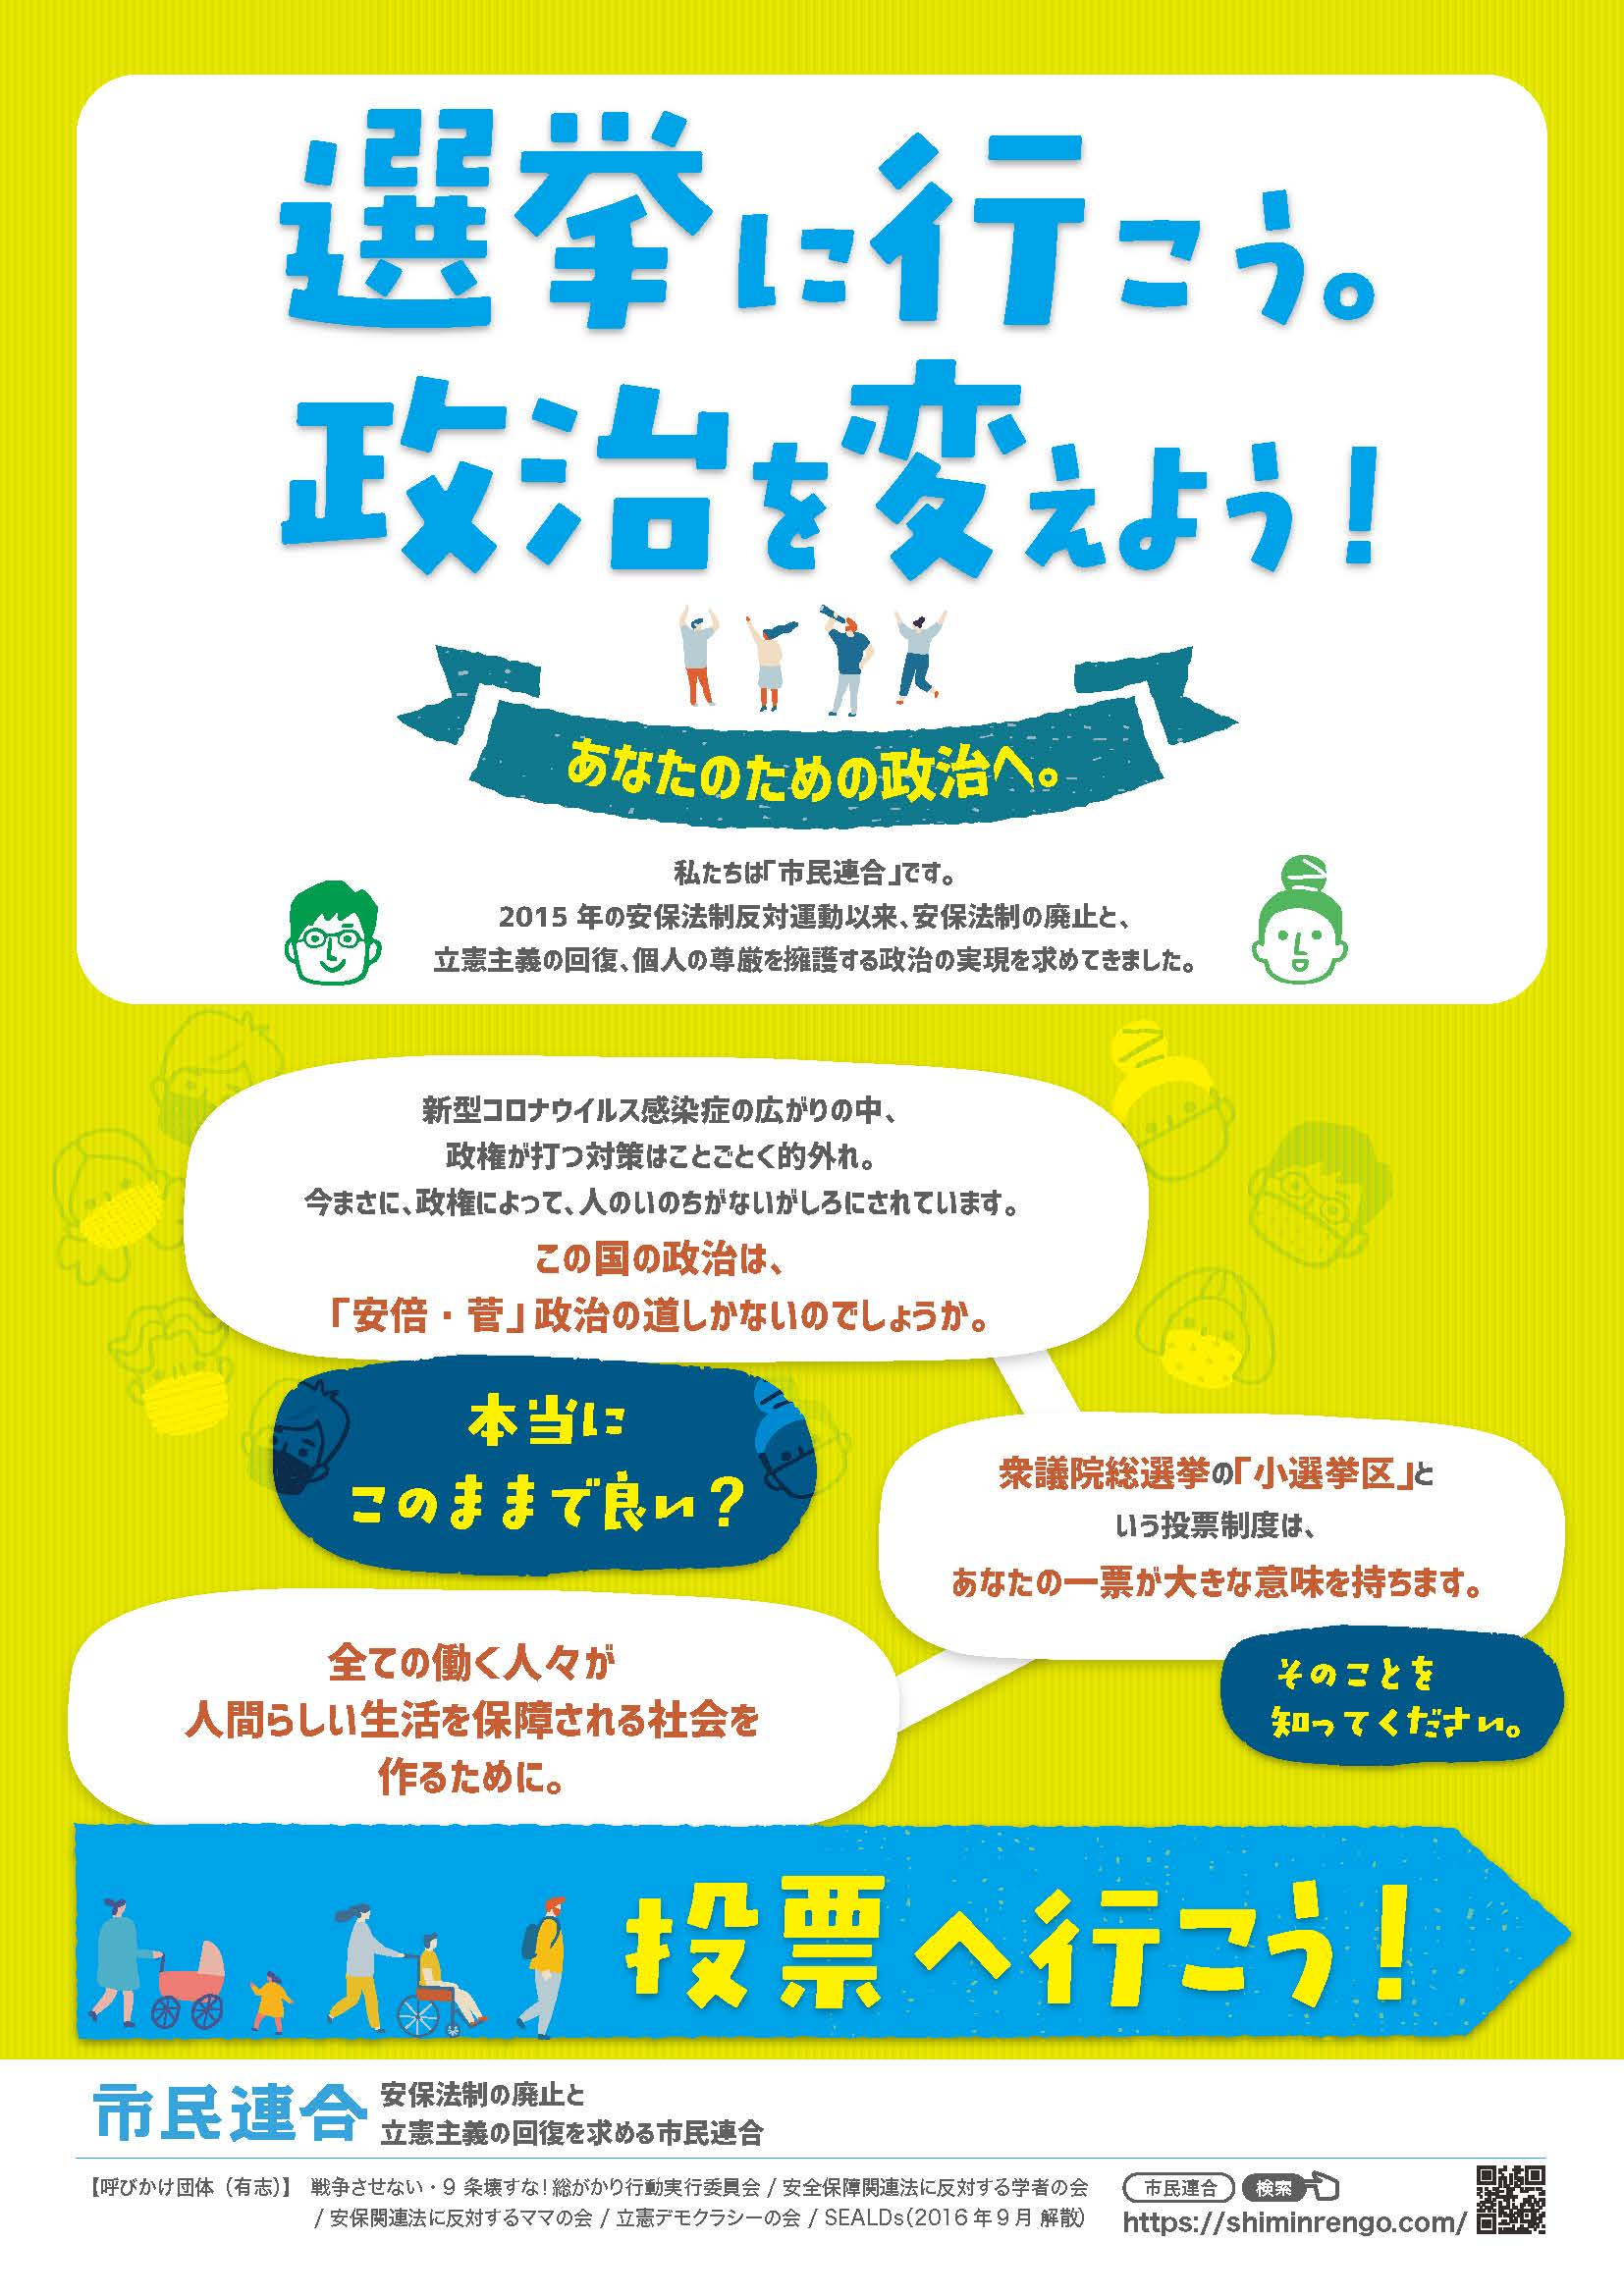 選挙に行こう。
政治を変えよう！
あなたのための政治へ。
私たちは「市民連合」です。
2015 年の安保法制反対運動以来、安保法制の廃止と、
立憲主義の回復、個人の尊厳を擁護する政治の実現を求めてきました。
新型コロナウイルス感染症の広がりの中、
政権が打つ対策はことごとく的外れ。
今まさに、政権によって、人のいのちがないがしろにされています。
この国の政治は、
「安倍・菅」政治の道しかないのでしょうか。
本当に
このままで良い？
衆議院総選挙の「小選挙区」と
いう投票制度は、
あなたの一票が大きな意味を持ちます。
そのことを
知ってください。
全ての働く人々が
人間らしい生活を保障される社会を
作るために。
投票へ行こう！
市民連合
安保法制の廃止と
立憲主義の回復を求める市民連合
【呼びかけ団体（有志）】 戦争させない・9 条壊すな！総がかり行動実行委員会 / 安全保障関連法に反対する学者の会
/ 安保関連法に反対するママの会 / 立憲デモクラシーの会 / SEALDs（2016 年 9 月 解散）
市民連合 検索
https://shiminrengo.com/